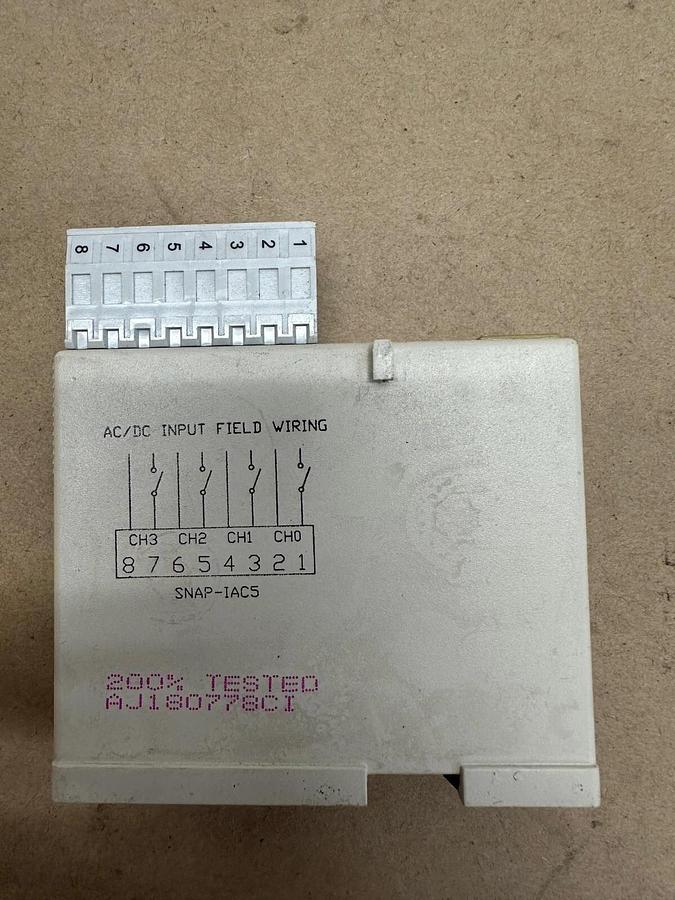 8 7 6 5 4 3 2 1
AC/DC INPUT FIELD WIRING
CH3 CH2 CH1 CH0
8 7 6 5 4 3 2 1
SNAP-IAC5
200% TESTED
AJ180778CI